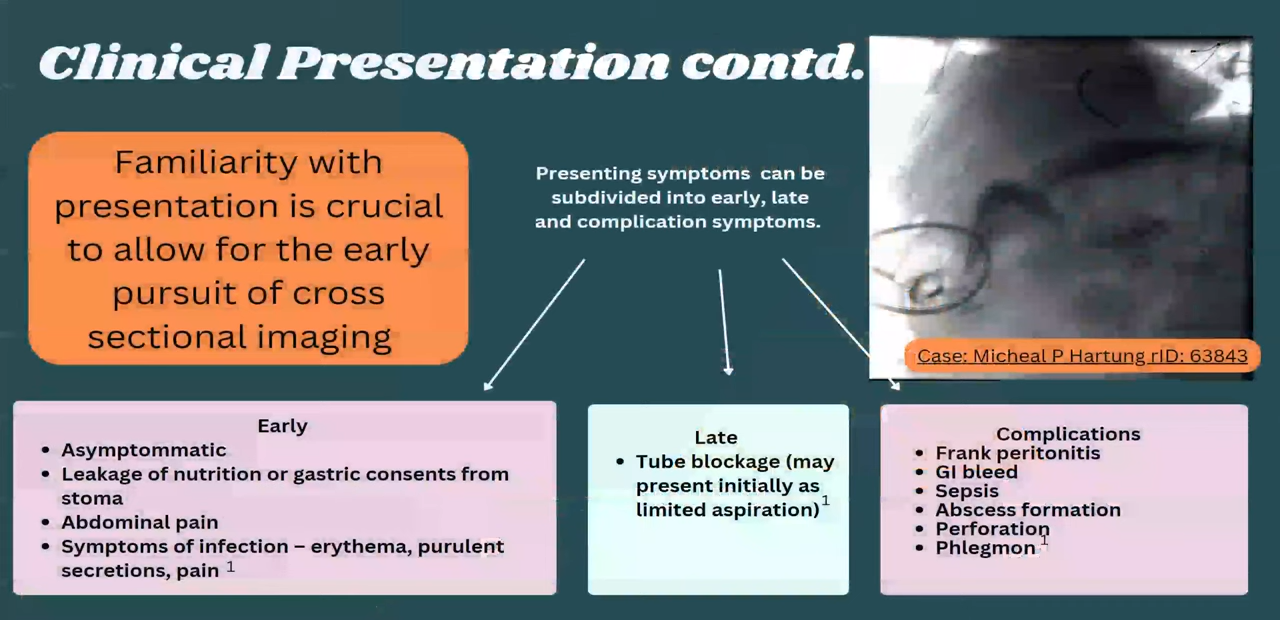 Clinical Presentation contd.
Familiarity with
presentation is crucial
to allow for the early
pursuit of cross
sectional imaging
Presenting symptoms can be
subdivided into early, late
and complication symptoms.
Case: Micheal P Hartung rID: 63843
Early
• Asymptommatic
• Leakage of nutrition or gastric consents from
stoma
• Abdominal pain
• Symptoms of infection – erythema, purulent
secretions, pain 1
Late
• Tube blockage (may
present initially as
limited aspiration) 1
Complications
• Frank peritonitis
• GI bleed
• Sepsis
• Abscess formation
• Perforation
• Phlegmon 1